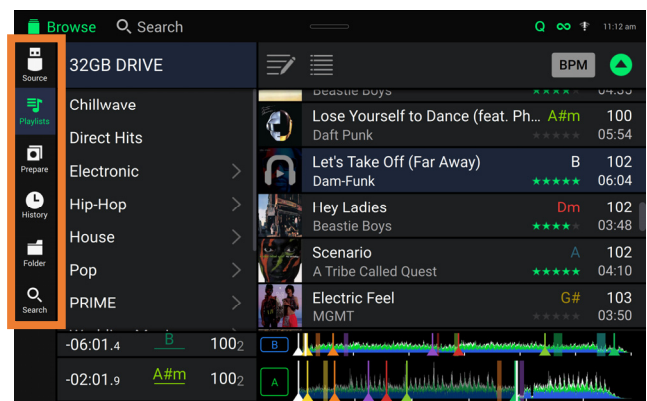 Browse Search Q 11:12 am
Source
Playlists
Prepare
History
Folder
Search
32GB DRIVE
Chillwave
Direct Hits
Electronic
Hip-Hop
House
Pop
PRIME
BPM
Beastie Boys 04:35
Lose Yourself to Dance (feat. Ph... A#m 100
Daft Punk 05:54
Let's Take Off (Far Away) B 102
Dam-Funk 06:04
Hey Ladies Dm 102
Beastie Boys 03:48
Scenario A 102
A Tribe Called Quest 04:10
Electric Feel G# 103
MGMT 03:50
-06:01.4 B 1002 B
-02:01.9 A#m 1002 A